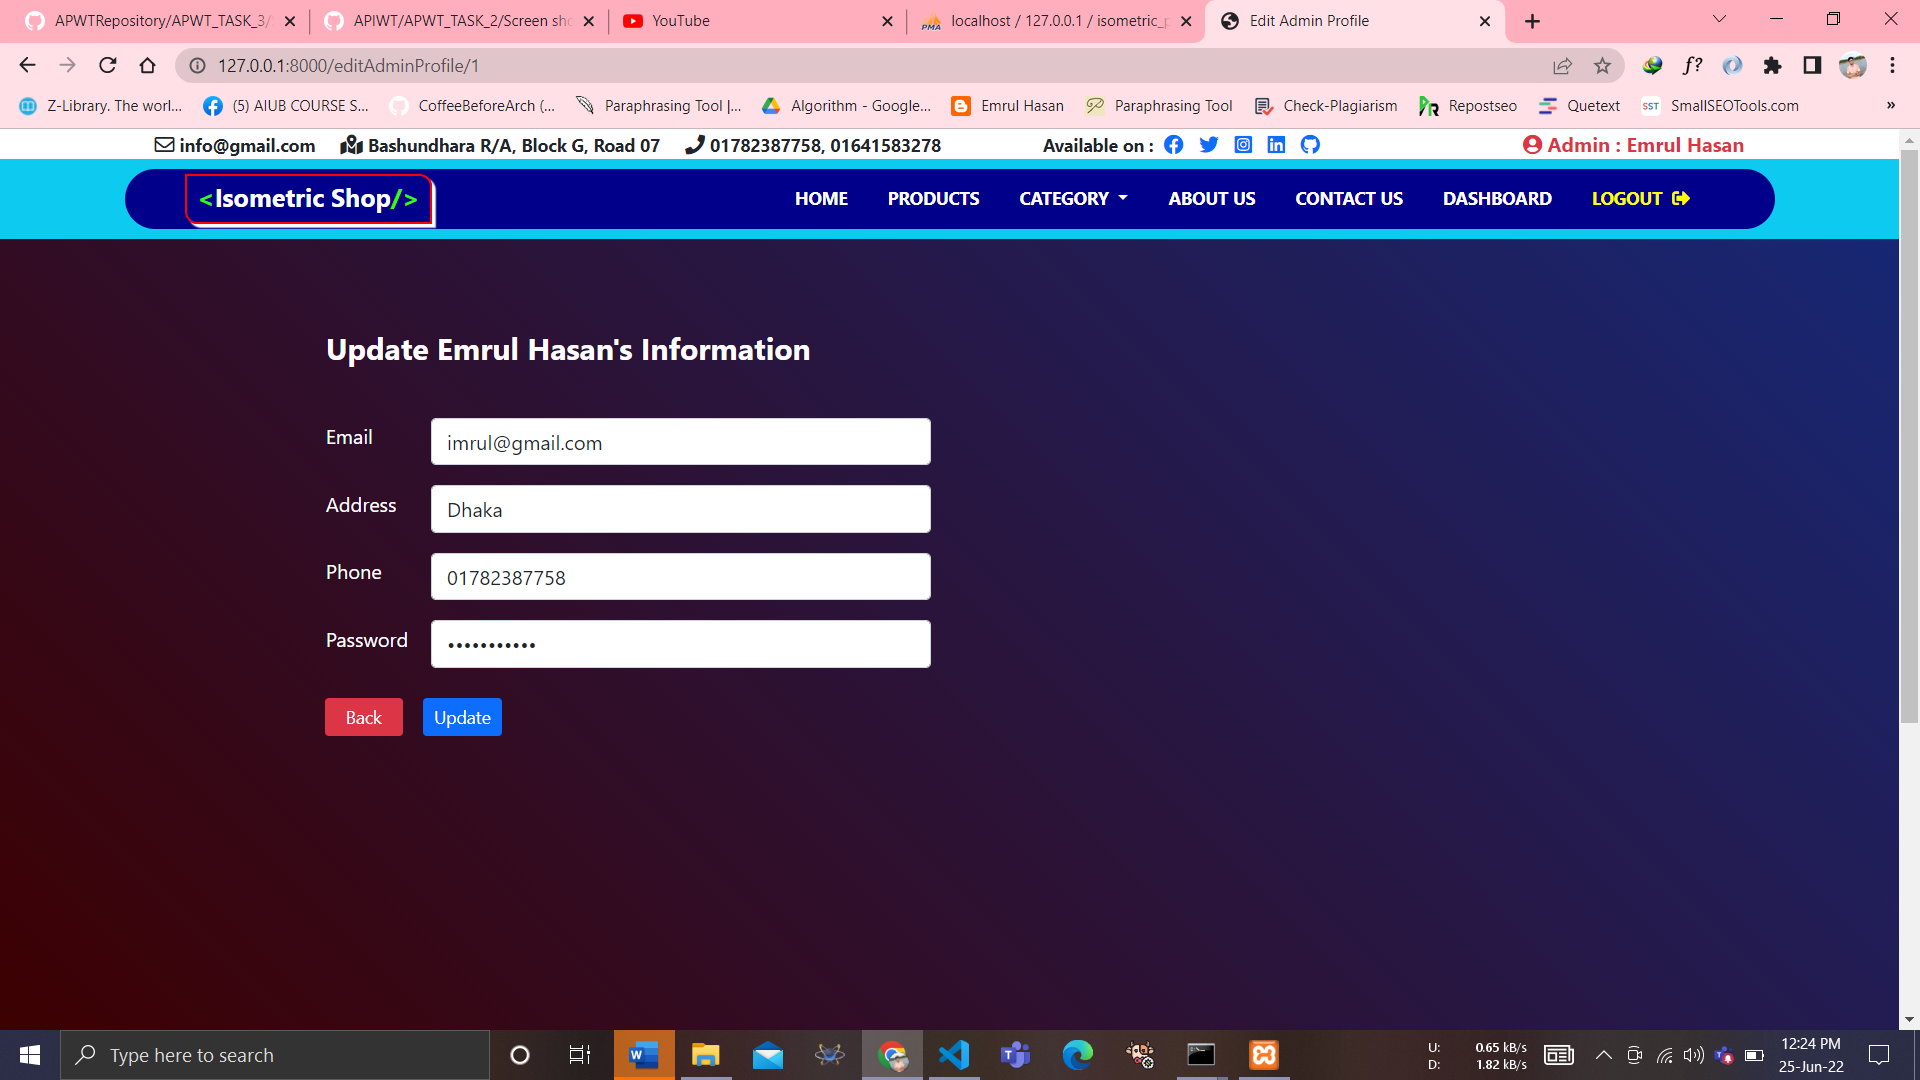 APWTRepository/APWT_TASK_3/ APIWT/APWT_TASK_2/Screen sho YouTube localhost / 127.0.0.1 / isometric_p Edit Admin Profile
127.0.0.1:8000/editAdminProfile/1
Z-Library. The worl... (5) AIUB COURSE S... CoffeeBeforeArch (... Paraphrasing Tool |... Algorithm - Google... Emrul Hasan Paraphrasing Tool Check-Plagiarism Repostseo Quetext SST SmallSEOTools.com »
info@gmail.com Bashundhara R/A, Block G, Road 07 01782387758, 01641583278 Available on : Admin : Emrul Hasan
<Isometric Shop/> HOME PRODUCTS CATEGORY ABOUT US CONTACT US DASHBOARD LOGOUT
Update Emrul Hasan's Information
Email imrul@gmail.com
Address Dhaka
Phone 01782387758
Password •••••••••••
Back Update
Type here to search
U: 0.65 kB/s
D: 1.82 kB/s
12:24 PM
25-Jun-22